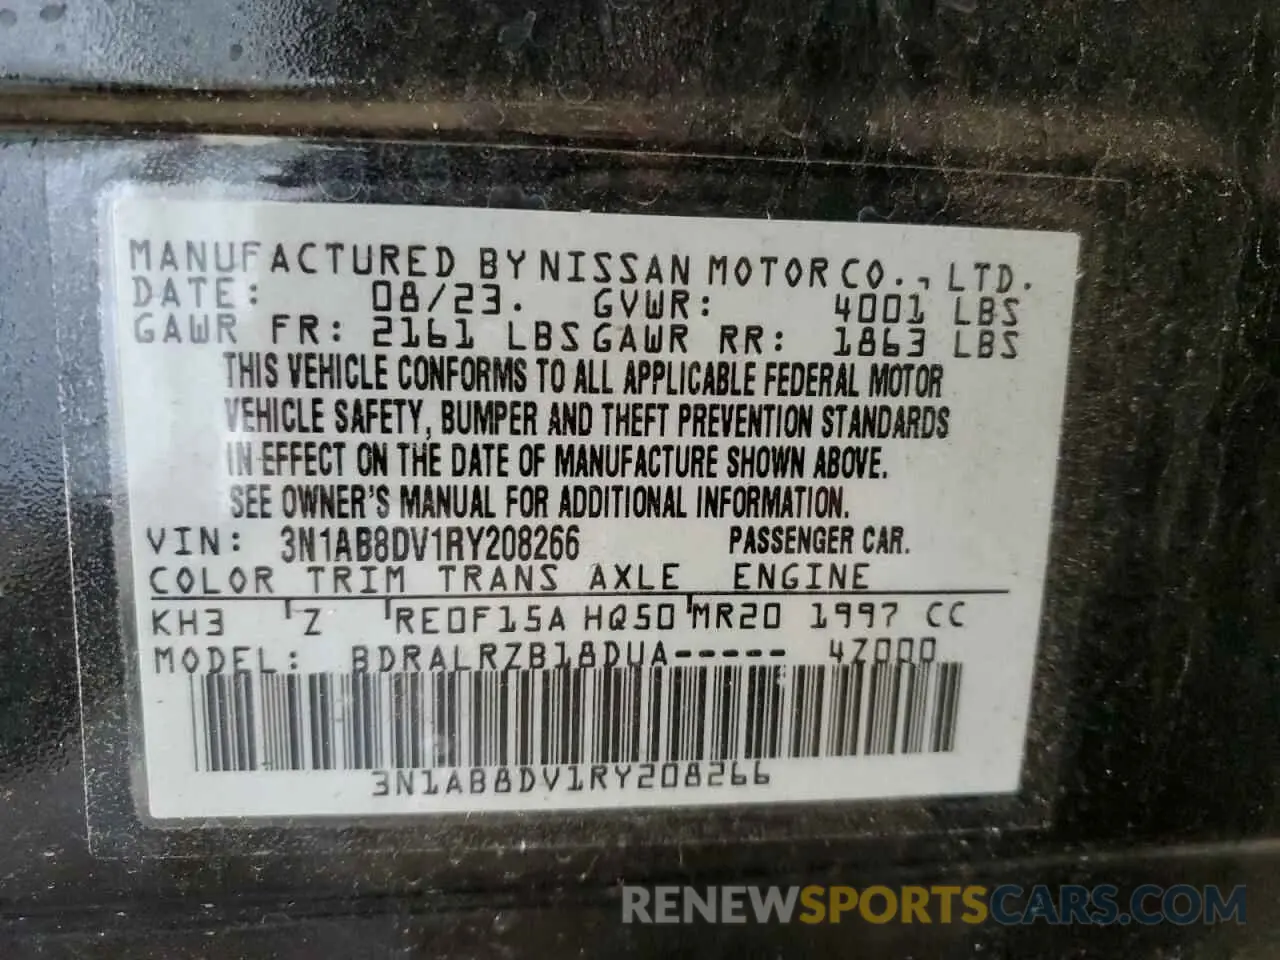 MANUFACTURED BY NISSAN MOTOR CO., LTD.
DATE: 08/23. GVWR: 4001 LBS
GAWR FR: 2161 LBS GAWR RR: 1863 LBS
THIS VEHICLE CONFORMS TO ALL APPLICABLE FEDERAL MOTOR
VEHICLE SAFETY, BUMPER AND THEFT PREVENTION STANDARDS
IN EFFECT ON THE DATE OF MANUFACTURE SHOWN ABOVE.
SEE OWNER'S MANUAL FOR ADDITIONAL INFORMATION.
VIN: 3N1AB8DV1RY208266 PASSENGER CAR.
COLOR TRIM TRANS AXLE ENGINE
KH3 Z RE0F15A HQ50 MR20 1997 CC
MODEL: BDRALRZB18DUA----- 4Z000
3N1AB8DV1RY208266
RENEWSPORTSCARS.COM